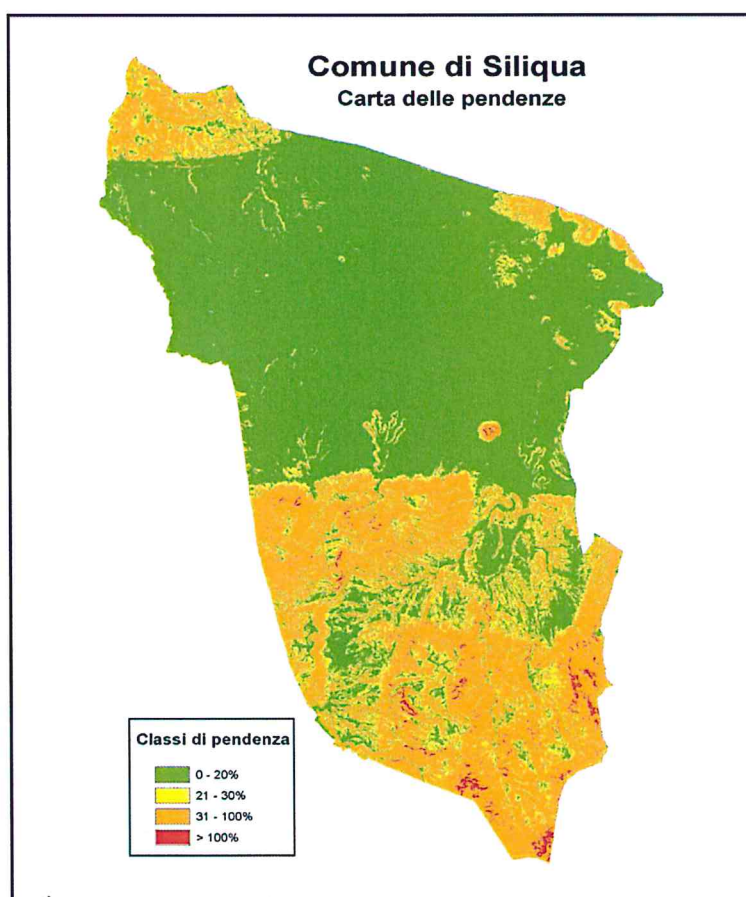 Comune di Siliqua
Carta delle pendenze
Classi di pendenza
0 - 20%
21 - 30%
31 - 100%
> 100%